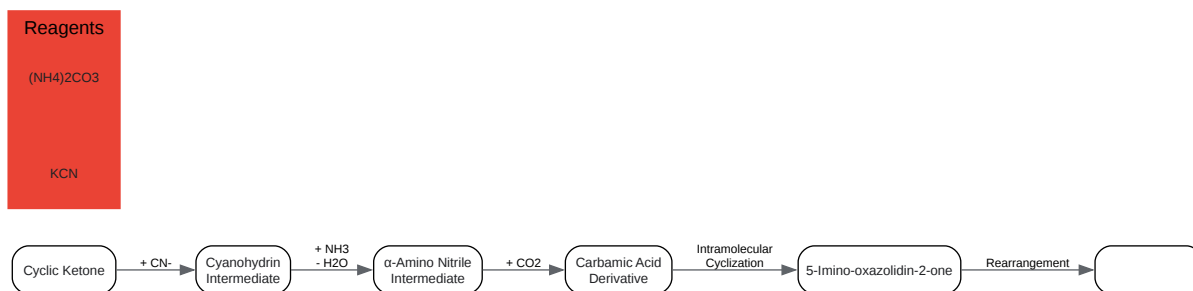 Reagents
(NH4)2CO3
KCN
Cyclic Ketone
+ CN-
Cyanohydrin
Intermediate
+ NH3
- H2O
α-Amino Nitrile
Intermediate
+ CO2
Carbamic Acid
Derivative
Intramolecular
Cyclization
5-Imino-oxazolidin-2-one
Rearrangement